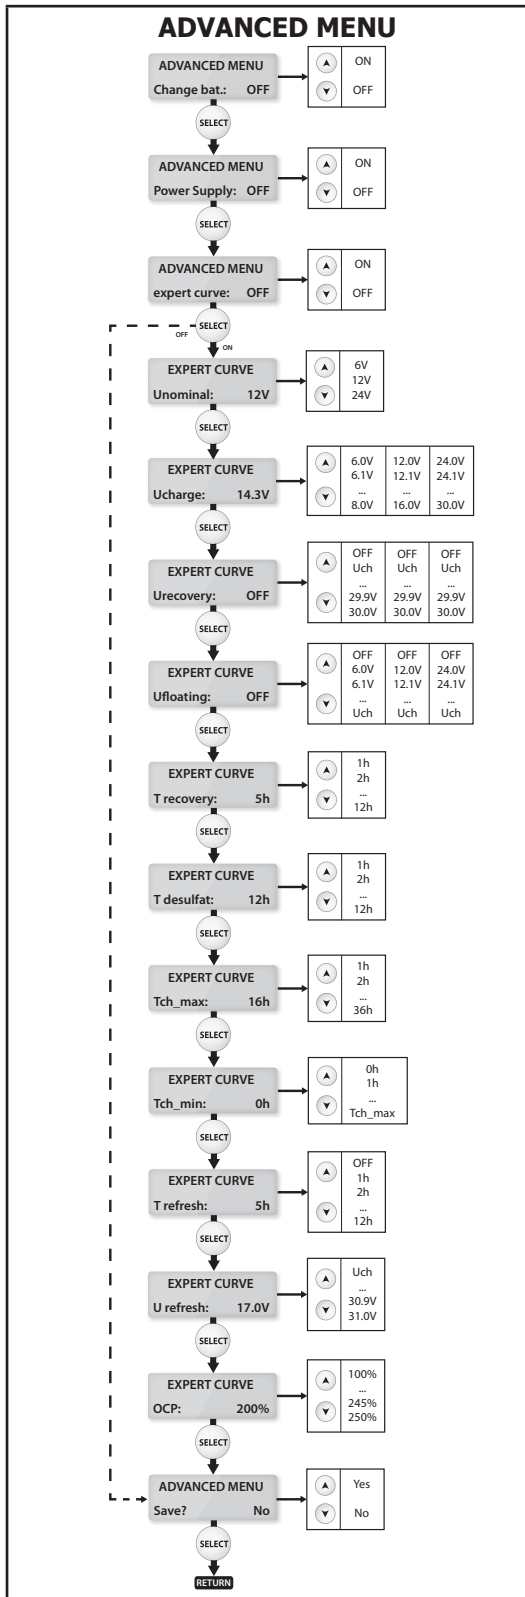 ADVANCED MENU
ADVANCED MENU
Change bat.: OFF
ON
OFF
SELECT
ADVANCED MENU
Power Supply: OFF
ON
OFF
SELECT
ADVANCED MENU
expert curve: OFF
ON
OFF
SELECT
OFF
ON
EXPERT CURVE
Unominal: 12V
6V
12V
24V
SELECT
EXPERT CURVE
Ucharge: 14.3V
6.0V 12.0V 24.0V
6.1V 12.1V 24.1V
... ... ...
8.0V 16.0V 30.0V
SELECT
EXPERT CURVE
Urecovery: OFF
OFF OFF OFF
Uch Uch Uch
... ... ...
29.9V 29.9V 29.9V
30.0V 30.0V 30.0V
SELECT
EXPERT CURVE
Ufloating: OFF
OFF OFF OFF
6.0V 12.0V 24.0V
6.1V 12.1V 24.1V
... ... ...
Uch Uch Uch
SELECT
EXPERT CURVE
T recovery: 5h
1h
2h
...
12h
SELECT
EXPERT CURVE
T desulfat: 12h
1h
2h
...
12h
SELECT
EXPERT CURVE
Tch_max: 16h
1h
2h
...
36h
SELECT
EXPERT CURVE
Tch_min: 0h
0h
1h
...
Tch_max
SELECT
EXPERT CURVE
T refresh: 5h
OFF
1h
2h
...
12h
SELECT
EXPERT CURVE
U refresh: 17.0V
Uch
...
30.9V
31.0V
SELECT
EXPERT CURVE
OCP: 200%
100%
...
245%
250%
SELECT
ADVANCED MENU
Save? No
Yes
No
SELECT
RETURN